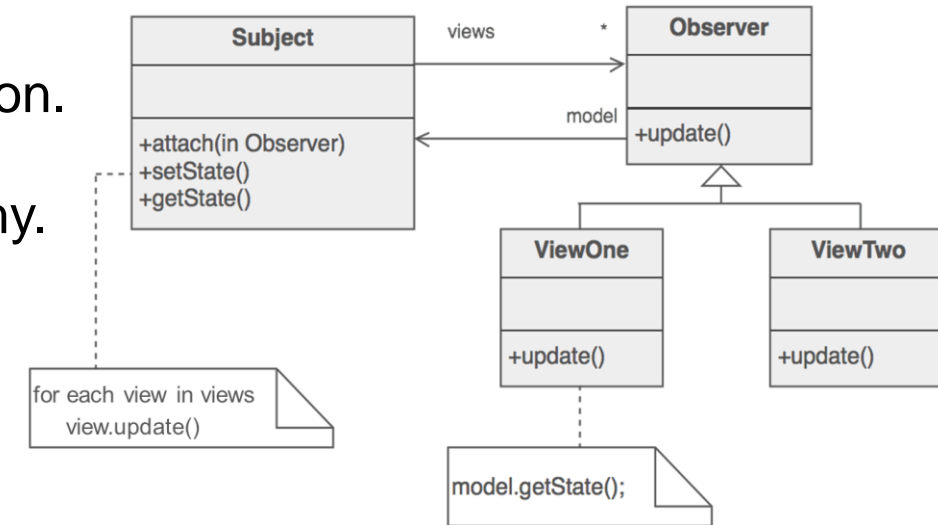 on.
ny.
Subject
+attach(in Observer)
+setState()
+getState()
views
*
model
Observer
+update()
ViewOne
+update()
ViewTwo
+update()
for each view in views
view.update()
model.getState();